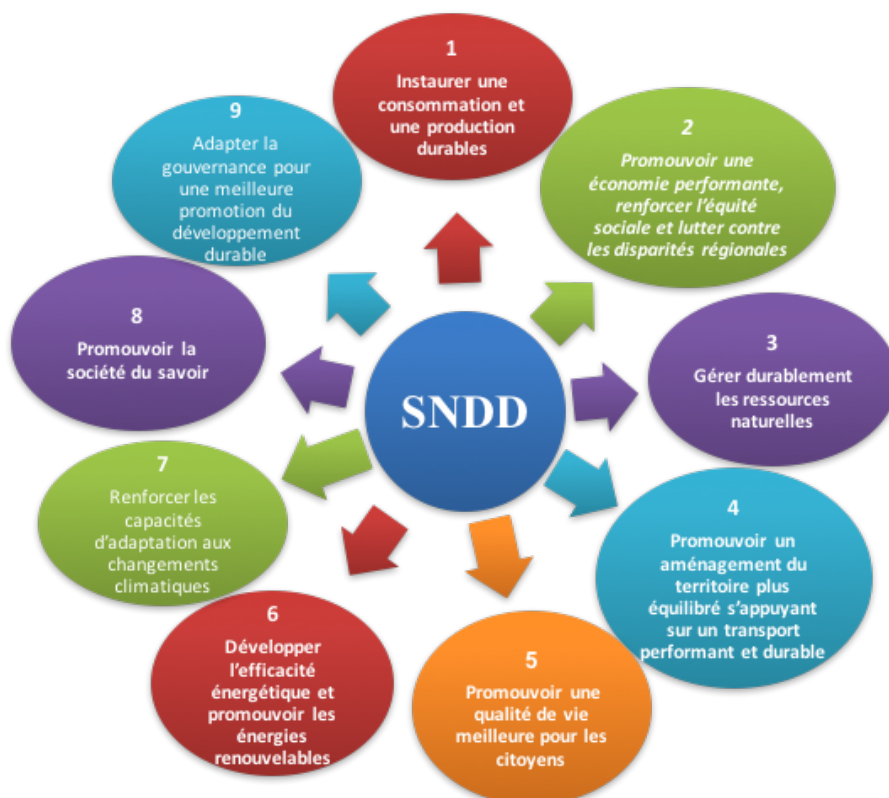 1
Instaurer une
consommation et
une production
durables
2
Promouvoir une
économie performante,
renforcer l'équité
sociale et lutter contre
les disparités régionales
3
Gérer durablement
les ressources
naturelles
4
Promouvoir un
aménagement du
territoire plus
équilibré s'appuyant
sur un transport
performant et durable
5
Promouvoir une
qualité de vie
meilleure pour les
citoyens
6
Développer
l'efficacité
énergétique et
promouvoir les
énergies
renouvelables
7
Renforcer les
capacités
d'adaptation aux
changements
climatiques
8
Promouvoir la
société du savoir
9
Adapter la
gouvernance pour
une meilleure
promotion du
développement
durable
SNDD